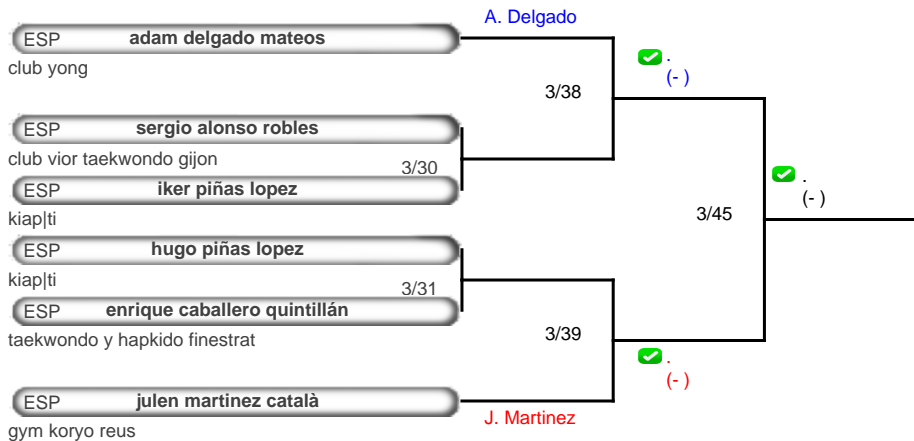 A. Delgado
ESP adam delgado mateos
club yong
.
(- )
3/38
ESP sergio alonso robles
club vior taekwondo gijon
3/30
ESP iker piñas lopez
kiap|ti
.
(- )
3/45
ESP hugo piñas lopez
kiap|ti
3/31
ESP enrique caballero quintillán
taekwondo y hapkido finestrat
3/39
.
(- )
ESP julen martinez català
J. Martinez
gym koryo reus